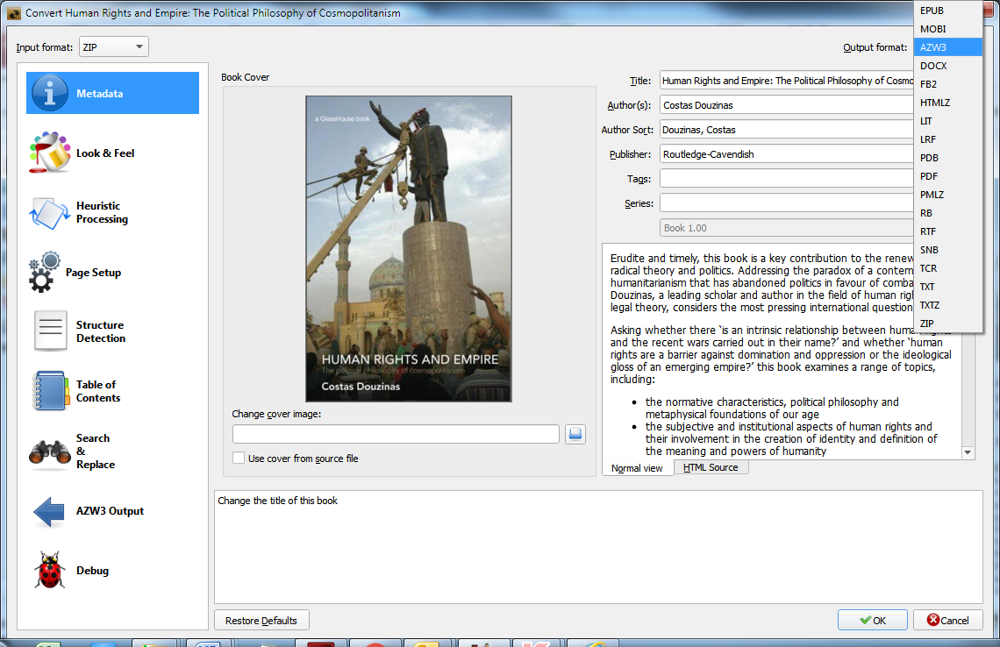 Convert Human Rights and Empire: The Political Philosophy of Cosmopolitanism
Input format: ZIP
Output format:
EPUB
MOBI
AZW3
DOCX
FB2
HTMLZ
LIT
LRF
PDB
PDF
PMLZ
RB
RTF
SNB
TCR
TXT
TXTZ
ZIP
Metadata
Look & Feel
Heuristic
Processing
Page Setup
Structure
Detection
Table of
Contents
Search
&
Replace
AZW3 Output
Debug
Book Cover
a GlassHouse book
HUMAN RIGHTS AND EMPIRE
The political philosophy of cosmopolitanism
Costas Douzinas
Change cover image:
Use cover from source file
Title: Human Rights and Empire: The Political Philosophy of Cosmo
Author(s): Costas Douzinas
Author Sort: Douzinas, Costas
Publisher: Routledge-Cavendish
Tags:
Series:
Book 1.00
Erudite and timely, this book is a key contribution to the renew
radical theory and politics. Addressing the paradox of a contem
humanitarianism that has abandoned politics in favour of comba
Douzinas, a leading scholar and author in the field of human righ
legal theory, considers the most pressing international question
Asking whether there ‘is an intrinsic relationship between human rights
and the recent wars carried out in their name?’ and whether ‘human
rights are a barrier against domination and oppression or the ideological
gloss of an emerging empire?’ this book examines a range of topics,
including:
• the normative characteristics, political philosophy and
metaphysical foundations of our age
• the subjective and institutional aspects of human rights and
their involvement in the creation of identity and definition of
the meaning and powers of humanity
Normal view
HTML Source
Change the title of this book
Restore Defaults
OK
Cancel